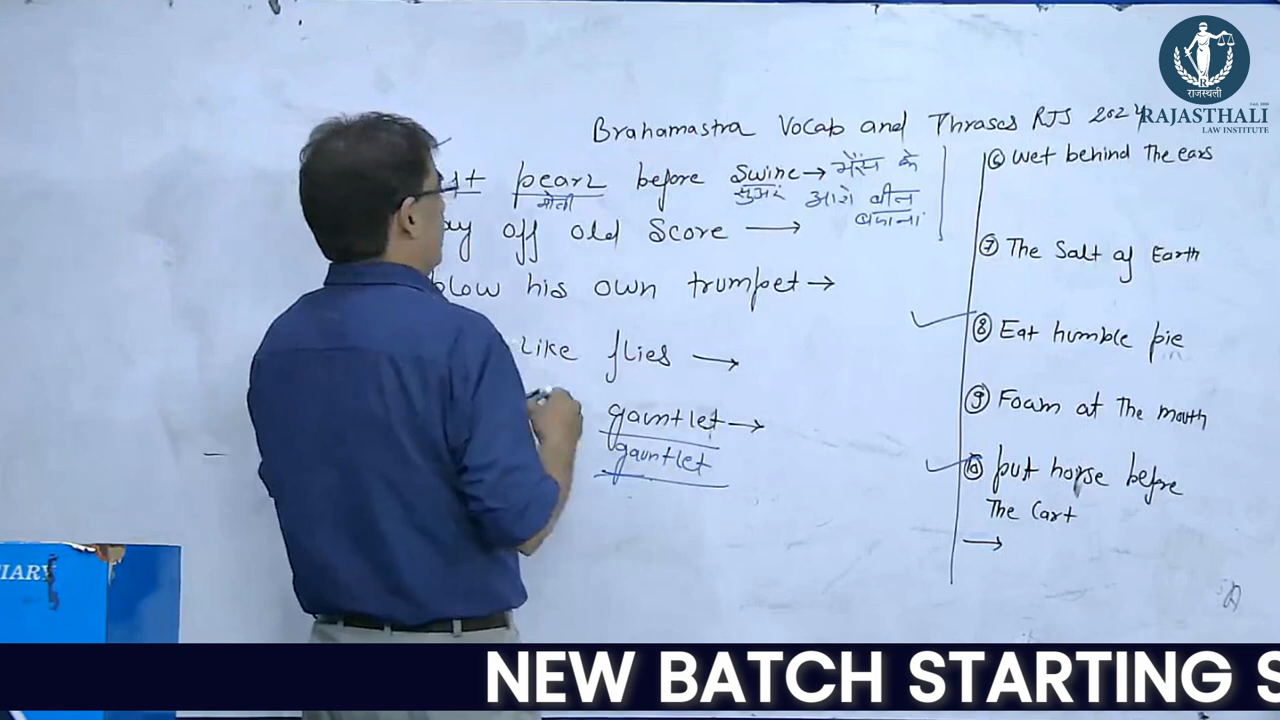 Brahamastra Vocab and Phrases RJS 2024
st pearl before Swine → भैंस के
मोती सुअर आगे बीन
बजाना
ay off old Score →
blow his own trumpet →
Like flies →
gauntlet →
gauntlet
⑥ Wet behind The ears
⑦ The Salt of Earth
⑧ Eat humble pie
⑨ Foam at The mouth
⑩ put horse before
The Cart
→
राजस्थली
RAJASTHALI
LAW INSTITUTE
IARY
NEW BATCH STARTING S